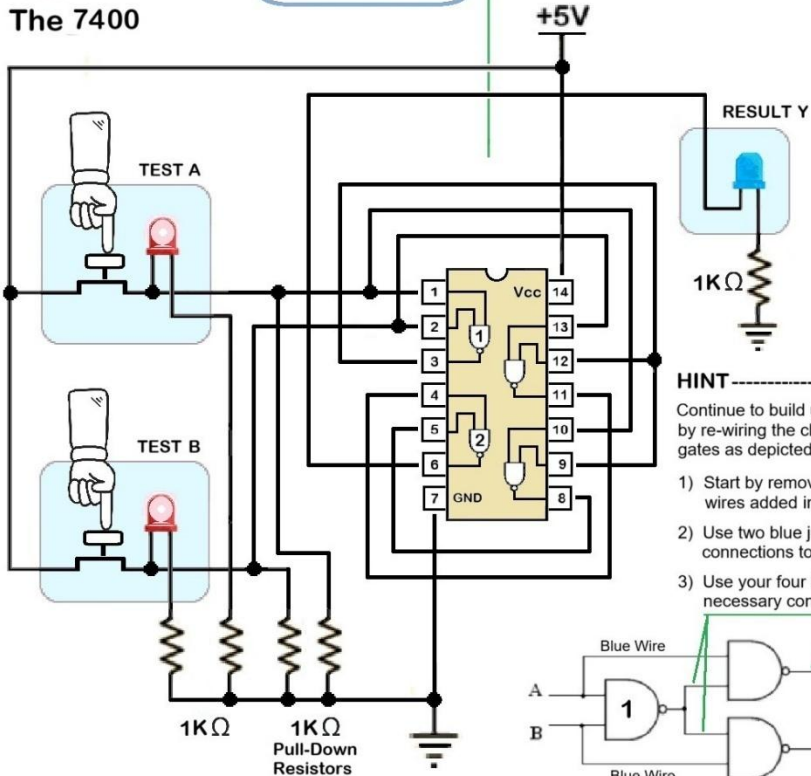 The 7400
+5V
RESULT Y
TEST A
1KΩ
1
2
3
4
5
6
7
GND
Vcc
14
13
12
11
10
9
8
1
2
HINT------------
Continue to build
by re-wiring the
gates as depicted
1) Start by
wires added
2) Use two blue
connections to
3) Use your four
necessary
TEST B
1KΩ
1KΩ
Pull-Down
Resistors
Blue Wire
A
1
B
Blue Wire